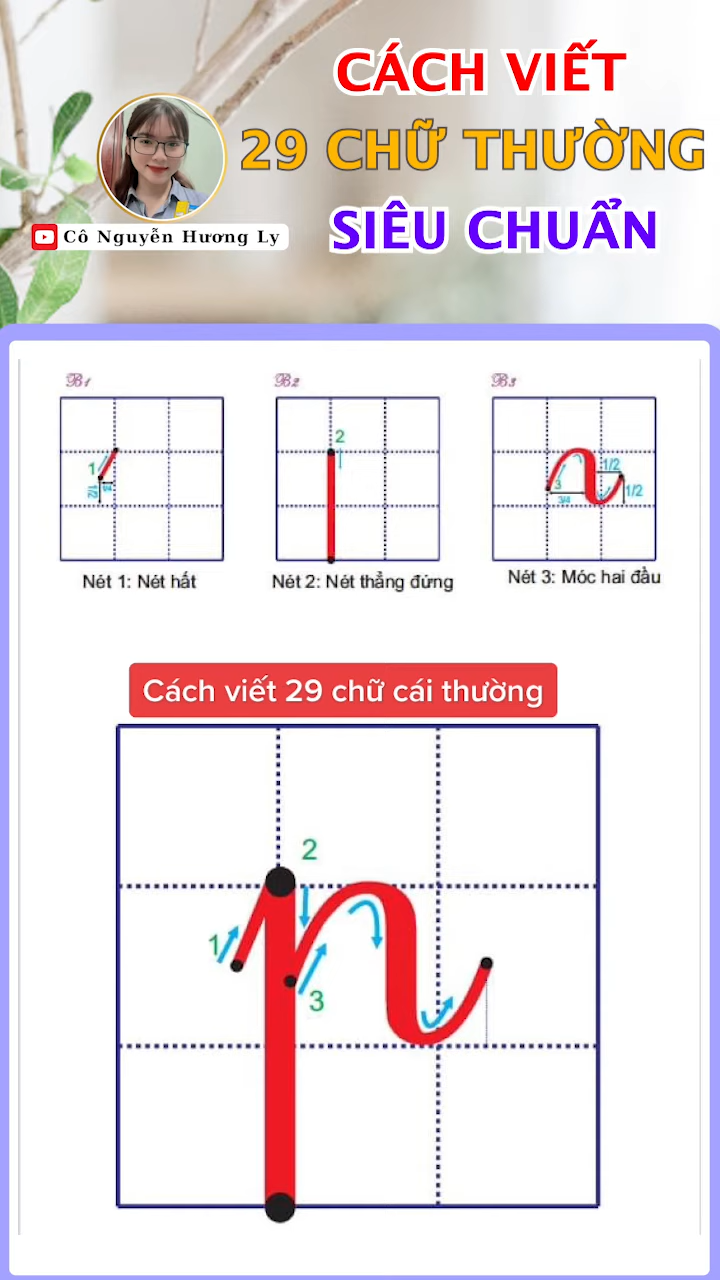 CÁCH VIẾT
29 CHỮ THƯỜNG
SIÊU CHUẨN
Cô Nguyễn Hương Ly
B1 B2 B3
1
1/2
2
3
3/4
1/2
1/2
Nét 1: Nét hất Nét 2: Nét thẳng đứng Nét 3: Móc hai đầu
Cách viết 29 chữ cái thường
2
1
3